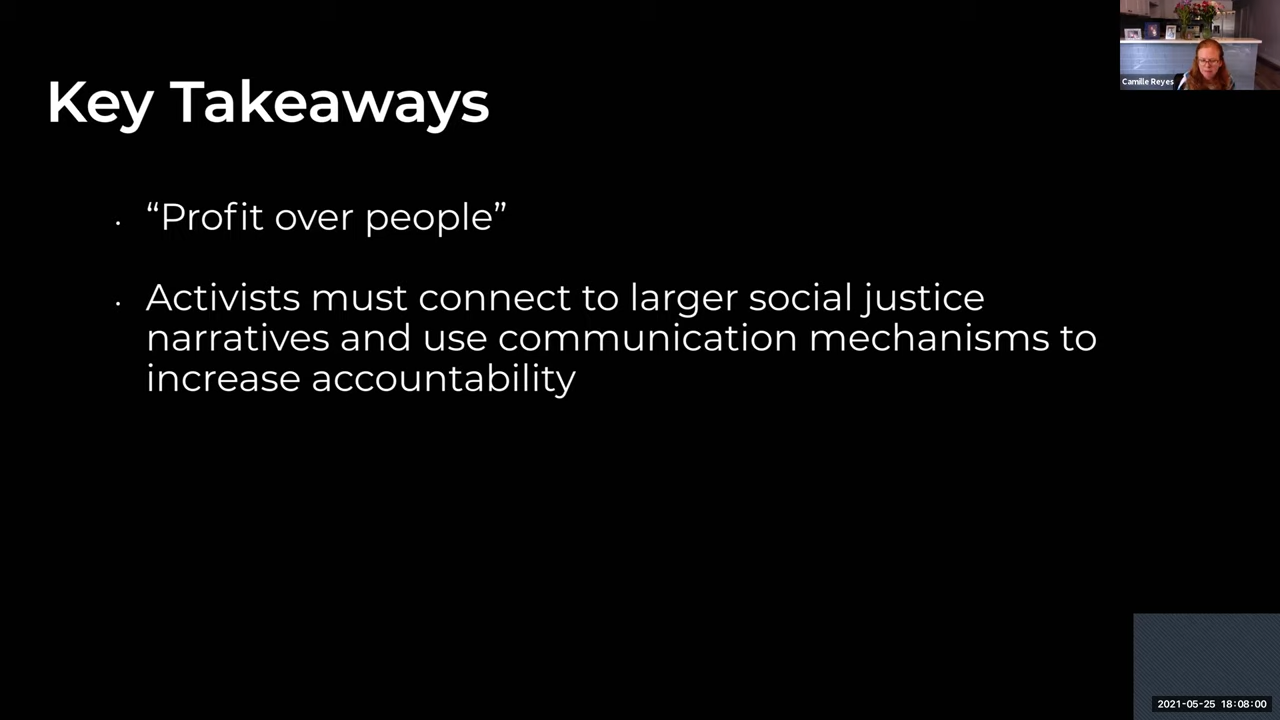 Key Takeaways
Camille Reyes
· “Profit over people”
· Activists must connect to larger social justice
narratives and use communication mechanisms to
increase accountability
2021-05-25 18:08:00